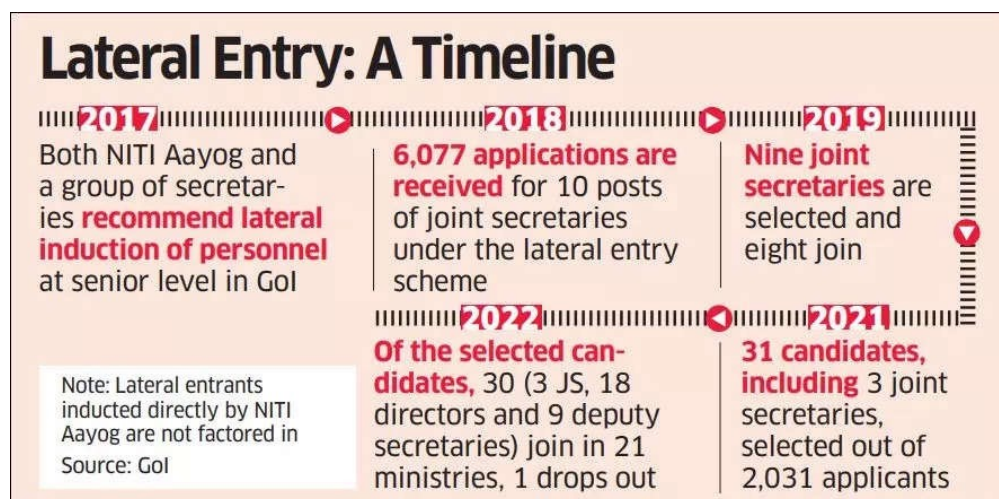 Lateral Entry: A Timeline
2017
Both NITI Aayog and
a group of secretar-
ies recommend lateral
induction of personnel
at senior level in GoI
2018
6,077 applications are
received for 10 posts
of joint secretaries
under the lateral entry
scheme
2019
Nine joint
secretaries are
selected and
eight join
2021
31 candidates,
including 3 joint
secretaries,
selected out of
2,031 applicants
2022
Of the selected can-
didates, 30 (3 JS, 18
directors and 9 deputy
secretaries) join in 21
ministries, 1 drops out
Note: Lateral entrants
inducted directly by NITI
Aayog are not factored in
Source: GoI